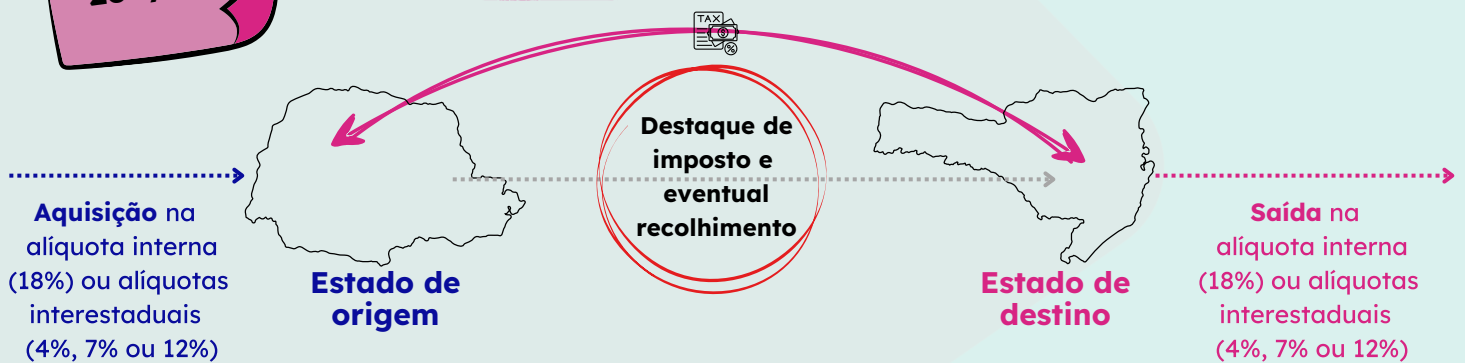 TAX
Destaque de
imposto e
eventual
recolhimento
Aquisição na
alíquota interna
(18%) ou alíquotas
interestaduais
(4%, 7% ou 12%)
Estado de
origem
Estado de
destino
Saída na
alíquota interna
(18%) ou alíquotas
interestaduais
(4%, 7% ou 12%)